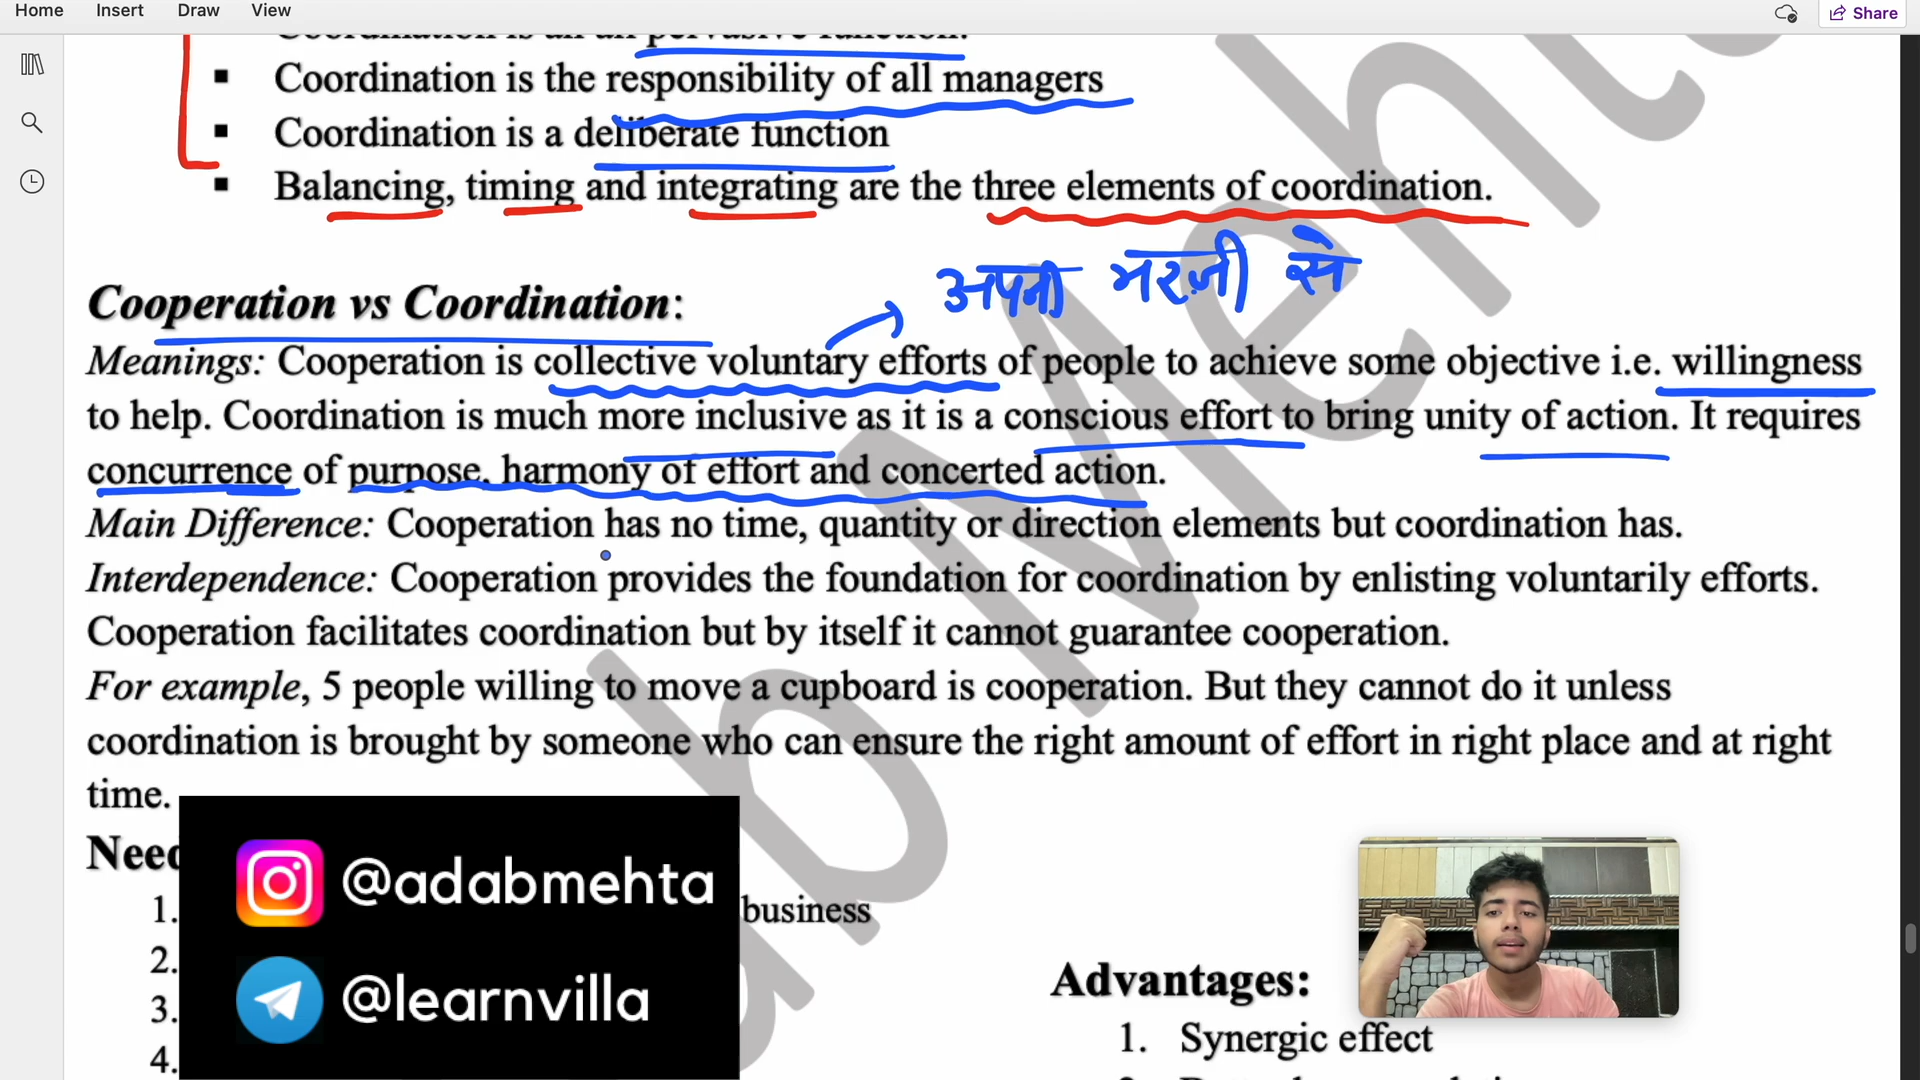 Home Insert Draw View Share
Coordination is an all pervasive function.
▪ Coordination is the responsibility of all managers
▪ Coordination is a deliberate function
▪ Balancing, timing and integrating are the three elements of coordination.
अपनी मरज़ी से
Cooperation vs Coordination:
Meanings: Cooperation is collective voluntary efforts of people to achieve some objective i.e. willingness
to help. Coordination is much more inclusive as it is a conscious effort to bring unity of action. It requires
concurrence of purpose, harmony of effort and concerted action.
Main Difference: Cooperation has no time, quantity or direction elements but coordination has.
Interdependence: Cooperation provides the foundation for coordination by enlisting voluntarily efforts.
Cooperation facilitates coordination but by itself it cannot guarantee cooperation.
For example, 5 people willing to move a cupboard is cooperation. But they cannot do it unless
coordination is brought by someone who can ensure the right amount of effort in right place and at right
time.
@adabmehta
@learnvilla
1. business
2.
3.
4.
Advantages:
1. Synergic effect